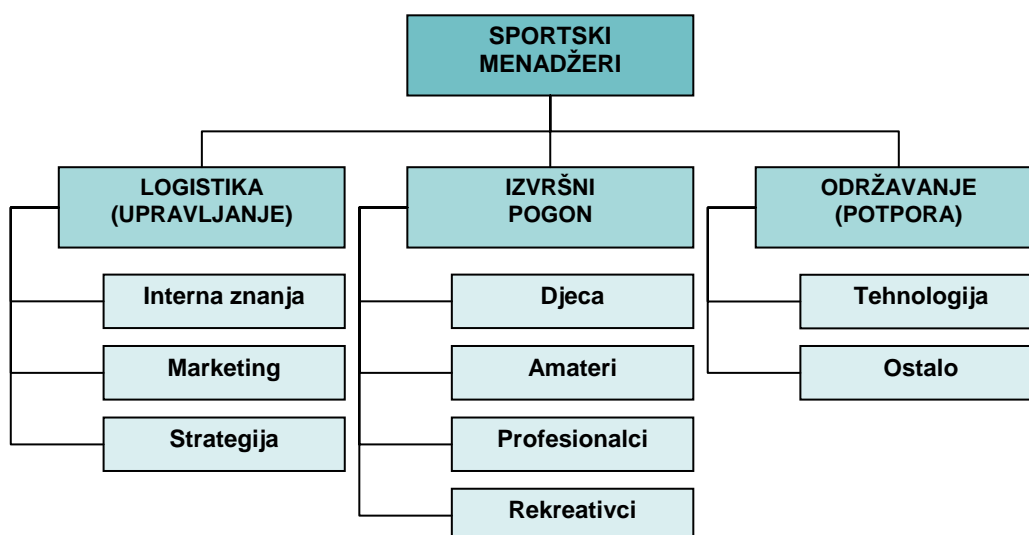 SPORTSKI
MENADŽERI
LOGISTIKA
(UPRAVLJANJE)
Interna znanja
Marketing
Strategija
IZVRŠNI
POGON
Djeca
Amateri
Profesionalci
Rekreativci
ODRŽAVANJE
(POTPORA)
Tehnologija
Ostalo